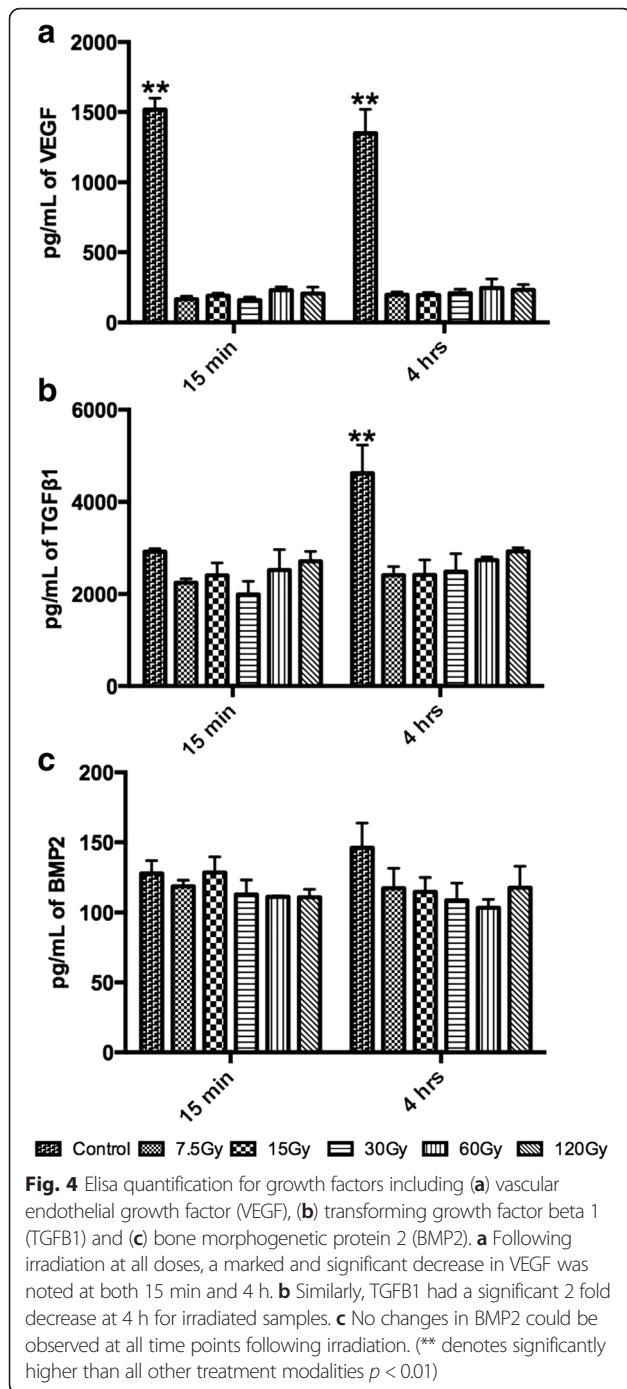 a
2000
**
**
1500
pg/mL of VEGF
1000
500
0
15 min
4 hrs
b
6000
**
pg/mL of TGFβ1
4000
2000
0
15 min
4 hrs
c
200
150
pg/mL of BMP2
100
50
0
15 min
4 hrs
Control 7.5Gy 15Gy 30Gy 60Gy 120Gy
Fig. 4 Elisa quantification for growth factors including (a) vascular
endothelial growth factor (VEGF), (b) transforming growth factor beta 1
(TGFB1) and (c) bone morphogenetic protein 2 (BMP2). a Following
irradiation at all doses, a marked and significant decrease in VEGF was
noted at both 15 min and 4 h. b Similarly, TGFB1 had a significant 2 fold
decrease at 4 h for irradiated samples. c No changes in BMP2 could be
observed at all time points following irradiation. (** denotes significantly
higher than all other treatment modalities p < 0.01)